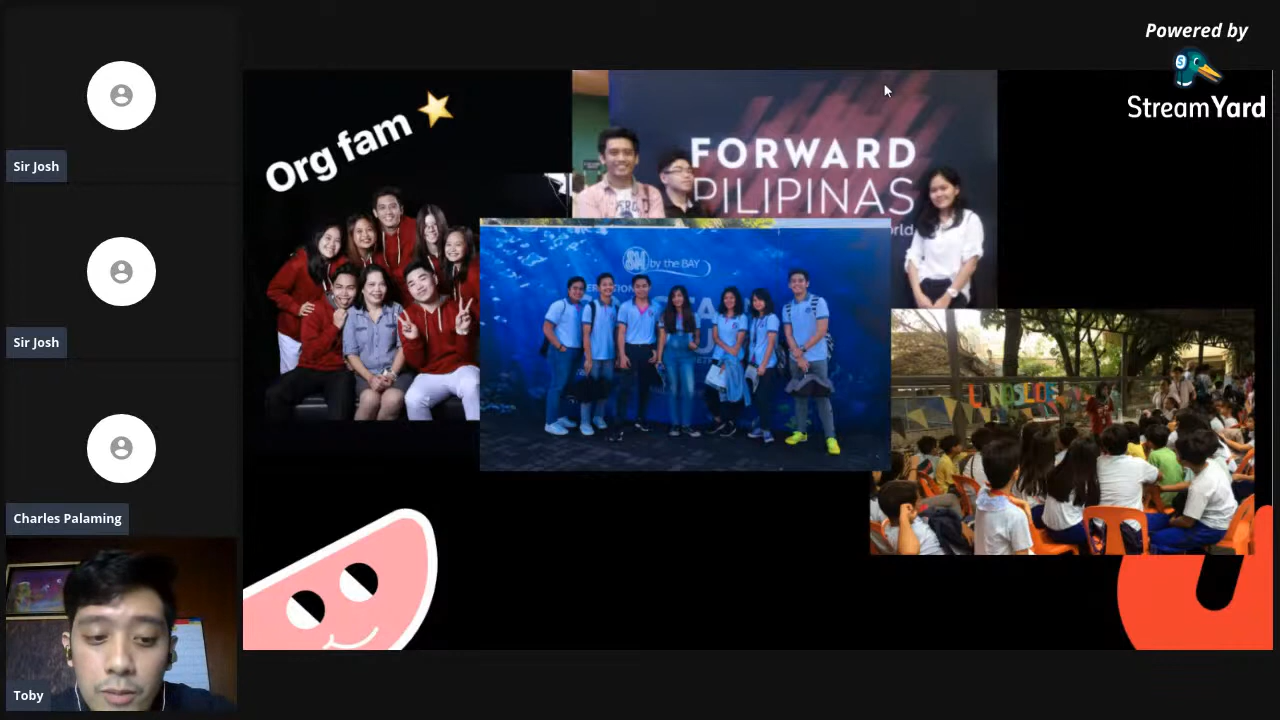 Powered by
StreamYard
Sir Josh
Sir Josh
Charles Palaming
Toby
Org fam
FORWARD
PILIPINAS
SM by the BAY